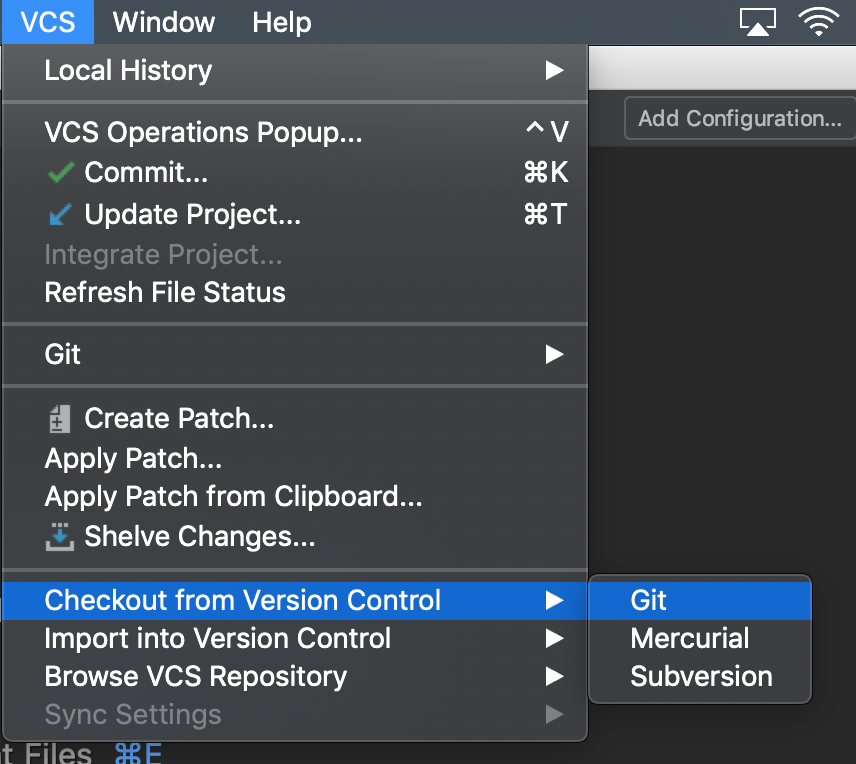 VCS Window Help
Local History
Add Configuration...
VCS Operations Popup... ^V
Commit... ⌘K
Update Project... ⌘T
Integrate Project...
Refresh File Status
Git
Create Patch...
Apply Patch...
Apply Patch from Clipboard...
Shelve Changes...
Checkout from Version Control
Git
Import into Version Control
Mercurial
Browse VCS Repository
Subversion
Sync Settings
t Files ⌘E